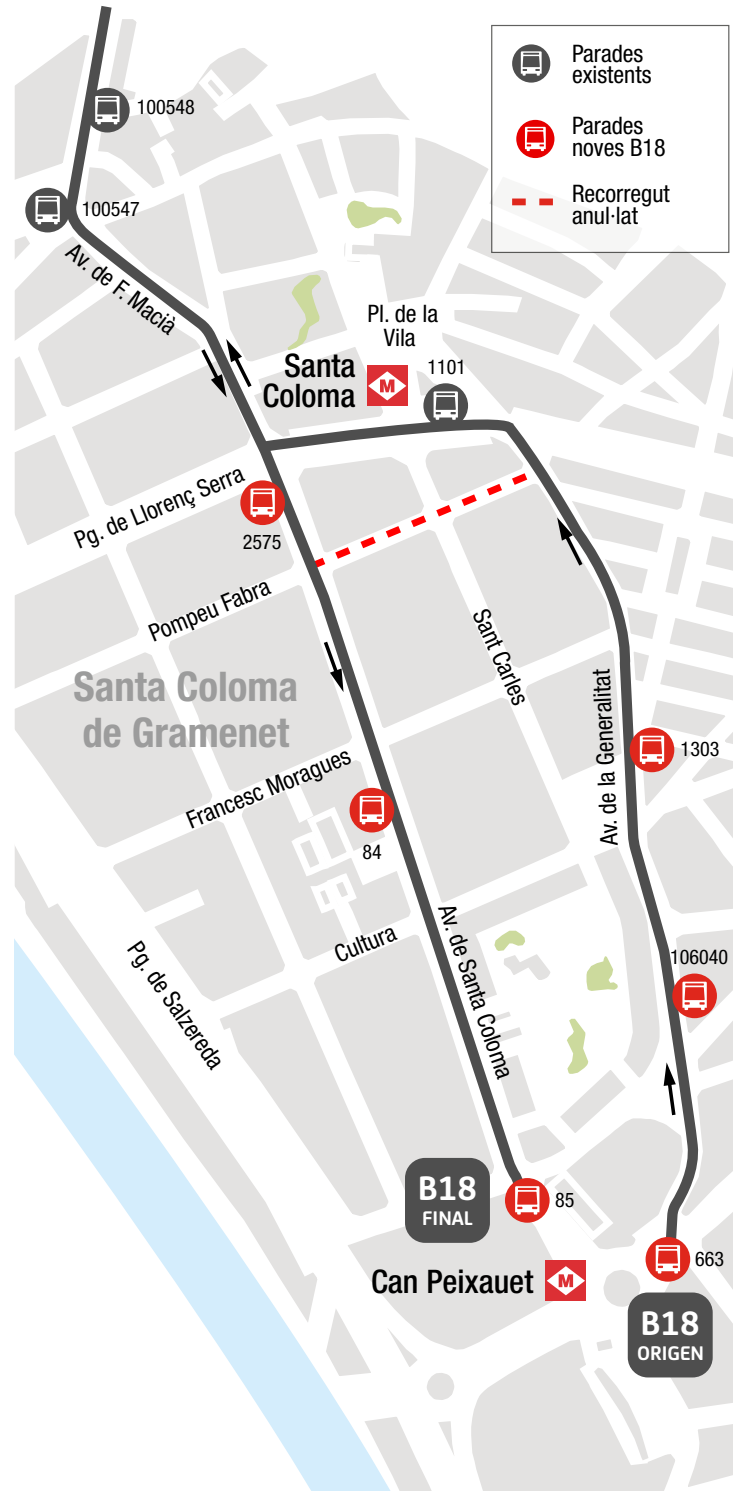 Parades
existents
Parades
noves B18
Recorregut
anul·lat
100548
100547
Av. de F. Macià
Pl. de la
Vila
Santa
Coloma
M
1101
Pg. de Llorenç Serra
2575
Pompeu Fabra
Sant Carles
Santa Coloma
de Gramenet
Av. de la Generalitat
1303
Francesc Moragues
84
Cultura
Av. de Santa Coloma
Pg. de Salzereda
106040
B18
FINAL
85
Can Peixauet
M
663
B18
ORIGEN